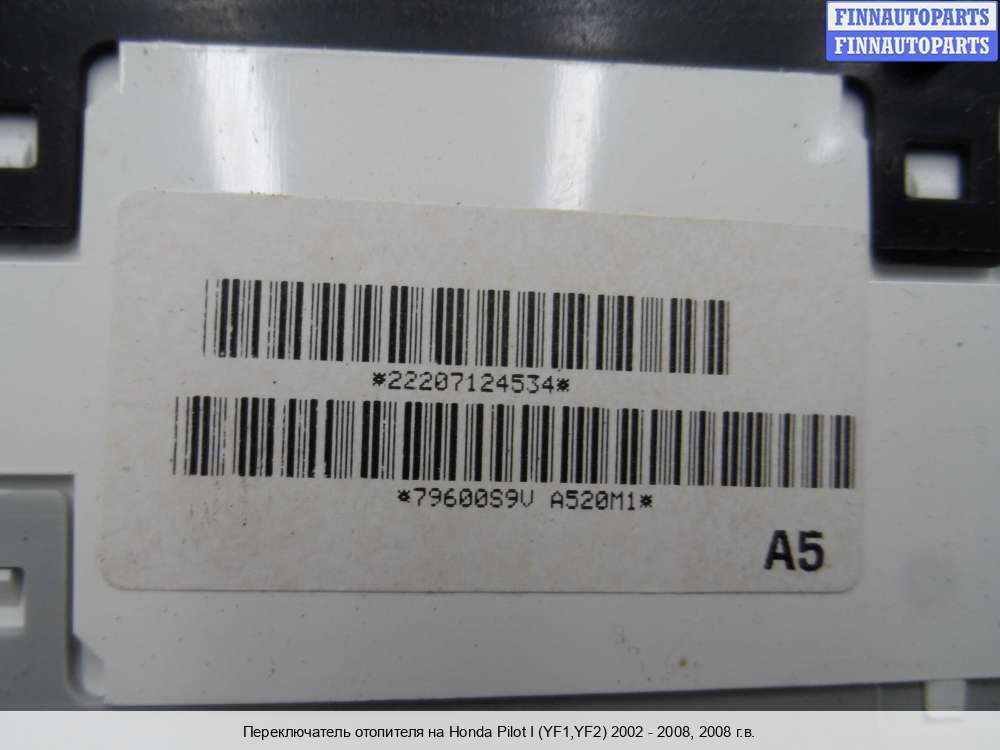 FINNAUTOPARTS
FINNAUTOPARTS
*22207124534*
*79600S9V A520M1*
A5
Переключатель отопителя на Honda Pilot I (YF1,YF2) 2002 - 2008, 2008 г.в.